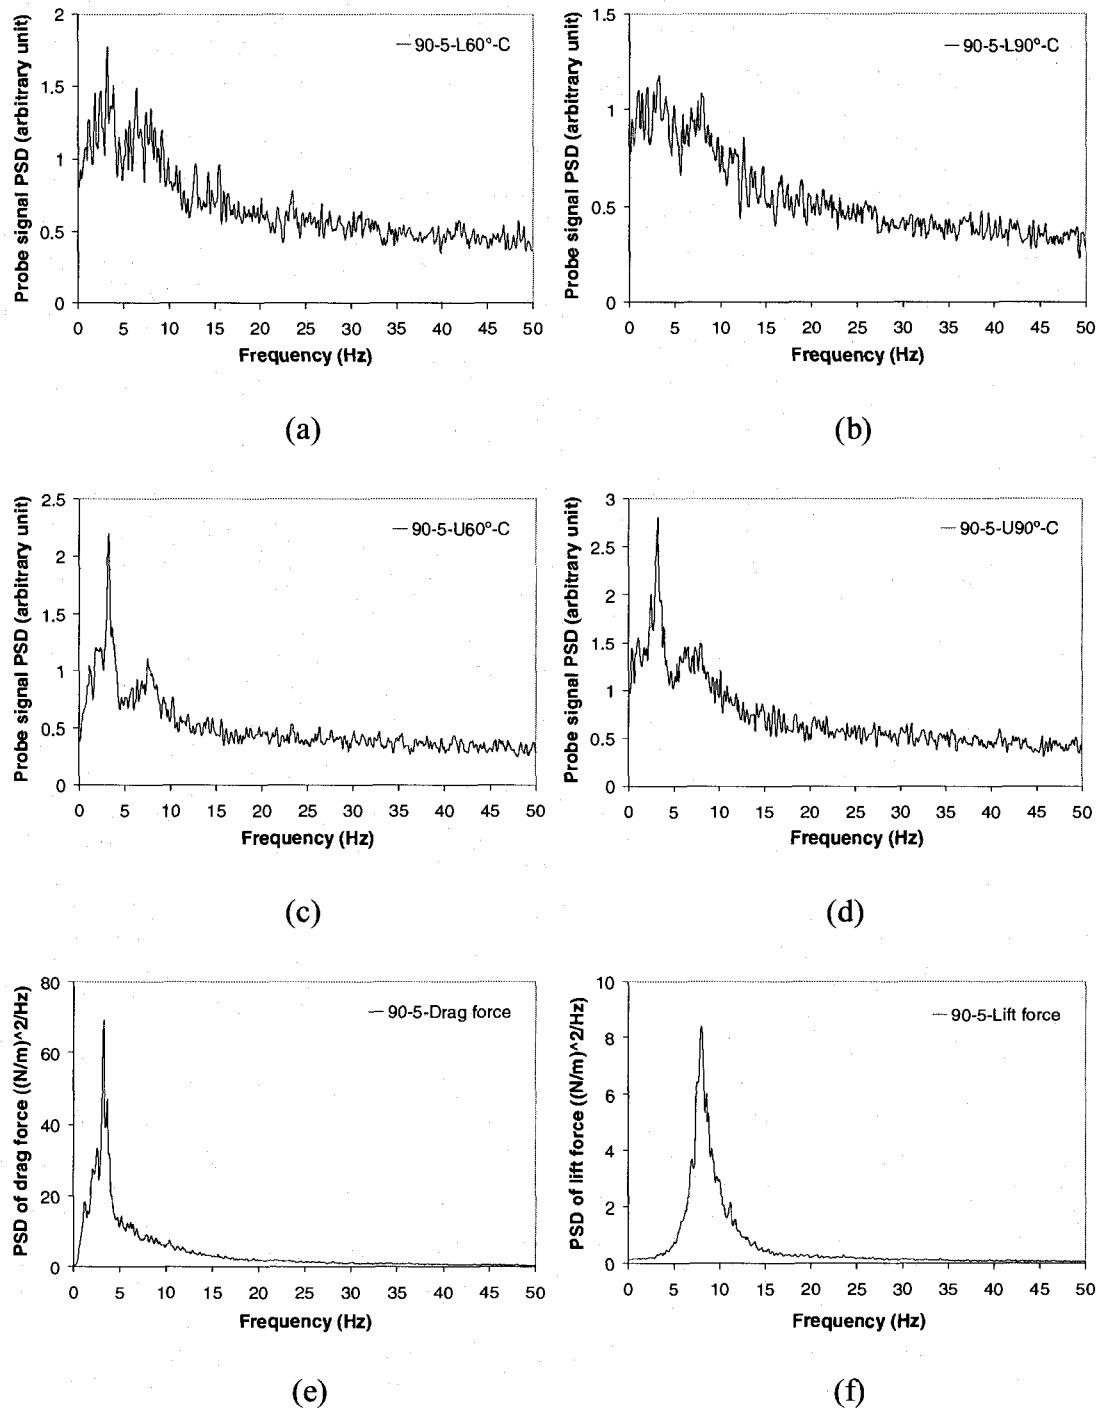 Probe signal PSD (arbitrary unit)
2
1.5
1
0.5
0
90-5-L60º-C
0 5 10 15 20 25 30 35 40 45 50
Frequency (Hz)
(a)
Probe signal PSD (arbitrary unit)
1.5
1
0.5
0
90-5-L90º-C
0 5 10 15 20 25 30 35 40 45 50
Frequency (Hz)
(b)
Probe signal PSD (arbitrary unit)
2.5
2
1.5
1
0.5
0
90-5-U60º-C
0 5 10 15 20 25 30 35 40 45 50
Frequency (Hz)
(c)
Probe signal PSD (arbitrary unit)
3
2.5
2
1.5
1
0.5
0
90-5-U90º-C
0 5 10 15 20 25 30 35 40 45 50
Frequency (Hz)
(d)
PSD of drag force ((N/m)^2/Hz)
80
60
40
20
0
90-5-Drag force
0 5 10 15 20 25 30 35 40 45 50
Frequency (Hz)
(e)
PSD of lift force ((N/m)^2/Hz)
10
8
6
4
2
0
90-5-Lift force
0 5 10 15 20 25 30 35 40 45 50
Frequency (Hz)
(f)